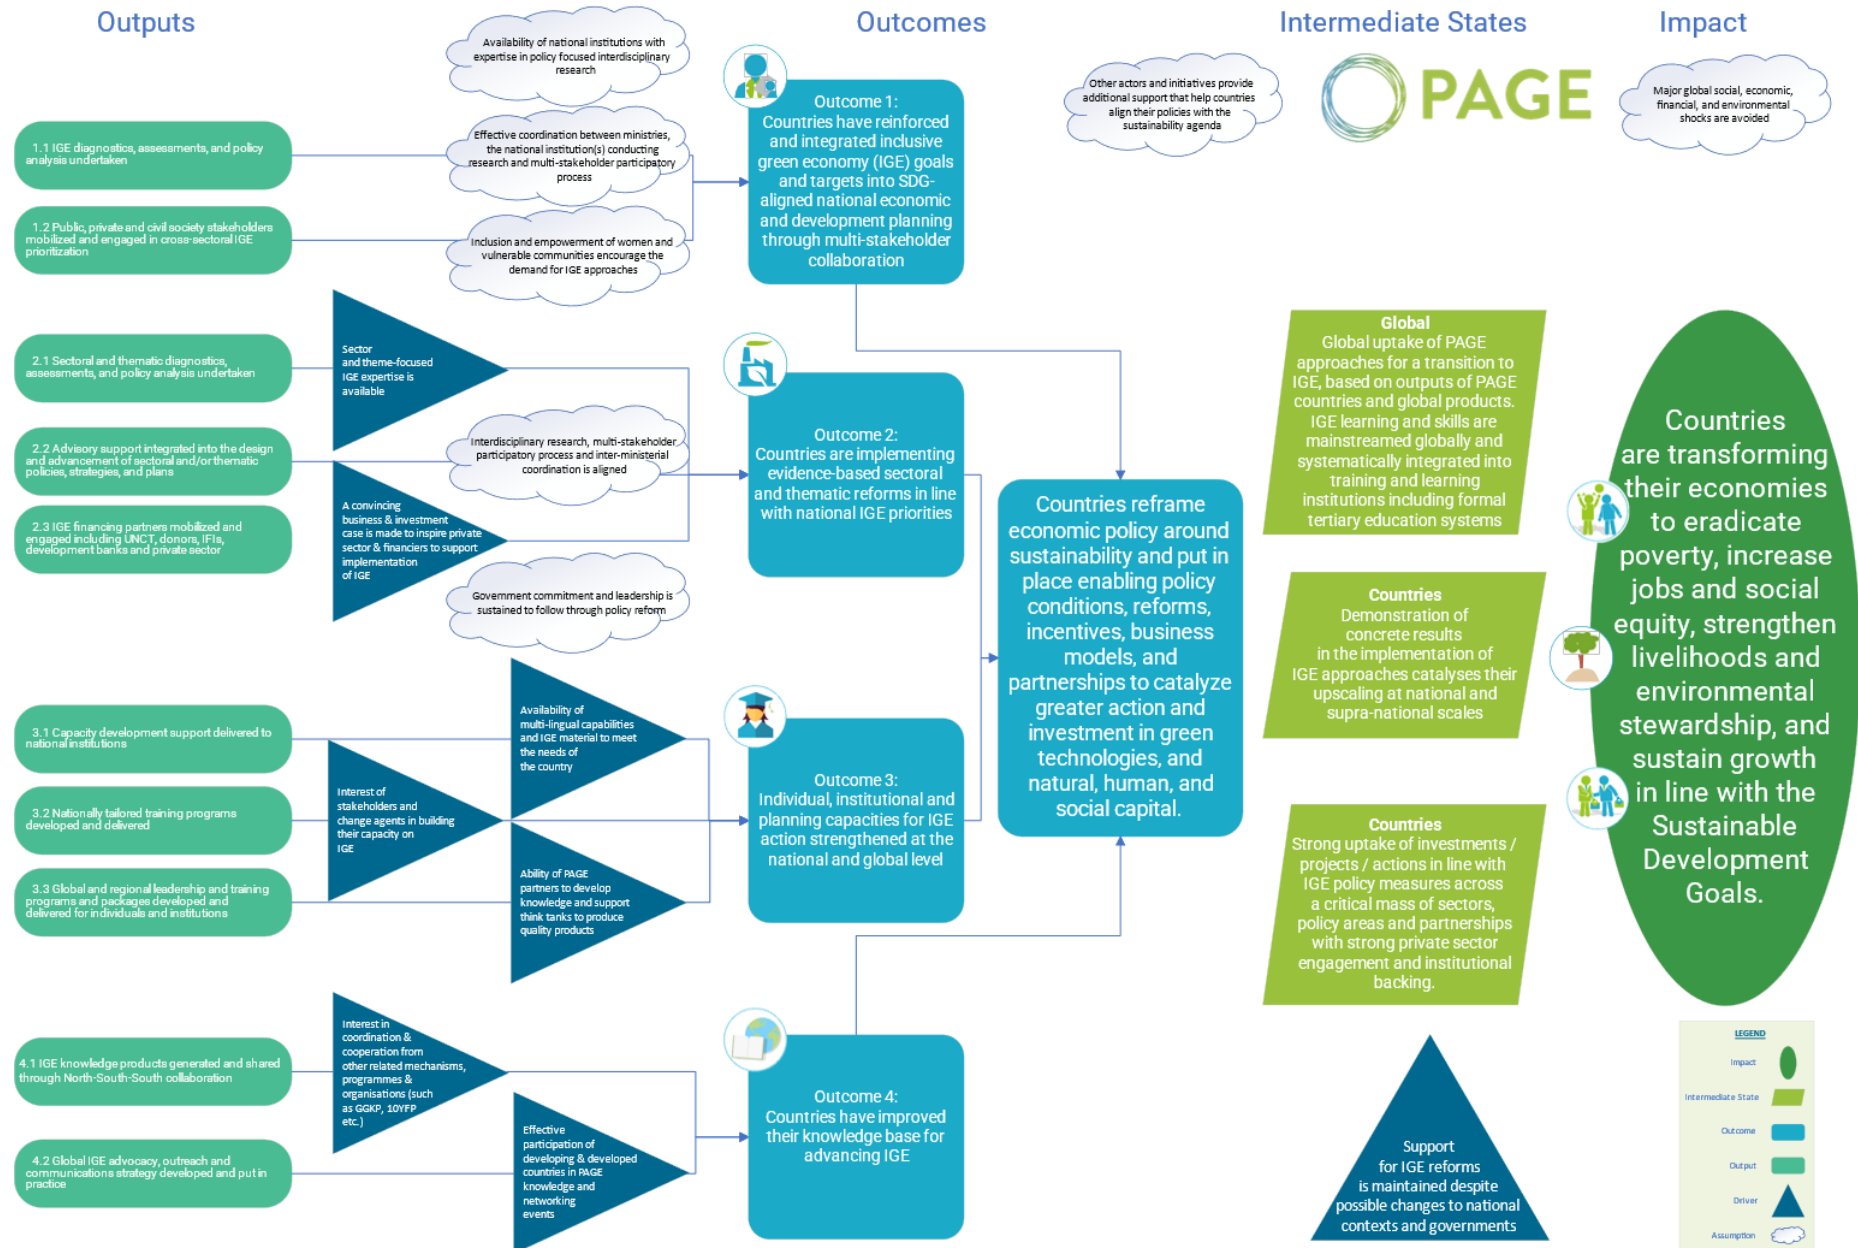 Outputs
Outcomes
Intermediate States
Impact
Availability of national institutions with
expertise in policy focused interdisciplinary
research
Effective coordination between ministries,
the national institution(s) conducting
research and multi-stakeholder participatory
process
Inclusion and empowerment of women and
vulnerable communities encourage the
demand for IGE approaches
1.1 IGE diagnostics, assessments, and policy
analysis undertaken
1.2 Public, private and civil society stakeholders
mobilized and engaged in cross-sectoral IGE
prioritization
Outcome 1:
Countries have reinforced
and integrated inclusive
green economy (IGE) goals
and targets into SDG-
aligned national economic
and development planning
through multi-stakeholder
collaboration
Other actors and initiatives provide
additional support that help countries
align their policies with the
sustainability agenda
PAGE
Major global social, economic,
financial, and environmental
shocks are avoided
2.1 Sectoral and thematic diagnostics,
assessments, and policy analysis undertaken
2.2 Advisory support integrated into the design
and advancement of sectoral and/or thematic
policies, strategies, and plans
2.3 IGE financing partners mobilized and
engaged including UNCT, donors, IFIs,
development banks and private sector
Sector
and theme-focused
IGE expertise is
available
Interdisciplinary research, multi-stakeholder
participatory process and inter-ministerial
coordination is aligned
A convincing
business & investment
case is made to inspire private
sector & financiers to support
implementation
of IGE
Government commitment and leadership is
sustained to follow through policy reform
Outcome 2:
Countries are implementing
evidence-based sectoral
and thematic reforms in line
with national IGE priorities
3.1 Capacity development support delivered to
national institutions
3.2 Nationally tailored training programs
developed and delivered
3.3 Global and regional leadership and training
programs and packages developed and
delivered for individuals and institutions
Interest of
stakeholders and
change agents in building
their capacity on
IGE
Availability of
multi-lingual capabilities
and IGE material to meet
the needs of
the country
Ability of PAGE
partners to develop
knowledge and support
think tanks to produce
quality products
Outcome 3:
Individual, institutional and
planning capacities for IGE
action strengthened at the
national and global level
4.1 IGE knowledge products generated and shared
through North-South-South collaboration
4.2 Global IGE advocacy, outreach and
communications strategy developed and put in
practice
Interest in
coordination &
cooperation from
other related mechanisms,
programmes &
organisations (such
as GGKP, 10YFP
etc.)
Effective
participation of
developing & developed
countries in PAGE
knowledge and
networking
events
Outcome 4:
Countries have improved
their knowledge base for
advancing IGE
Countries reframe
economic policy around
sustainability and put in
place enabling policy
conditions, reforms,
incentives, business
models, and
partnerships to catalyze
greater action and
investment in green
technologies, and
natural, human, and
social capital.
Global
Global uptake of PAGE
approaches for a transition to
IGE, based on outputs of PAGE
countries and global products.
IGE learning and skills are
mainstreamed globally and
systematically integrated into
training and learning
institutions including formal
tertiary education systems
Countries
Demonstration of
concrete results
in the implementation of
IGE approaches catalyses their
upscaling at national and
supra-national scales
Countries
Strong uptake of investments /
projects / actions in line with
IGE policy measures across
a critical mass of sectors,
policy areas and partnerships
with strong private sector
engagement and institutional
backing.
Support
for IGE reforms
is maintained despite
possible changes to national
contexts and governments
Countries
are transforming
their economies
to eradicate
poverty, increase
jobs and social
equity, strengthen
livelihoods and
environmental
stewardship, and
sustain growth
in line with the
Sustainable
Development
Goals.
LEGEND
Impact
Intermediate State
Outcome
Output
Driver
Assumption